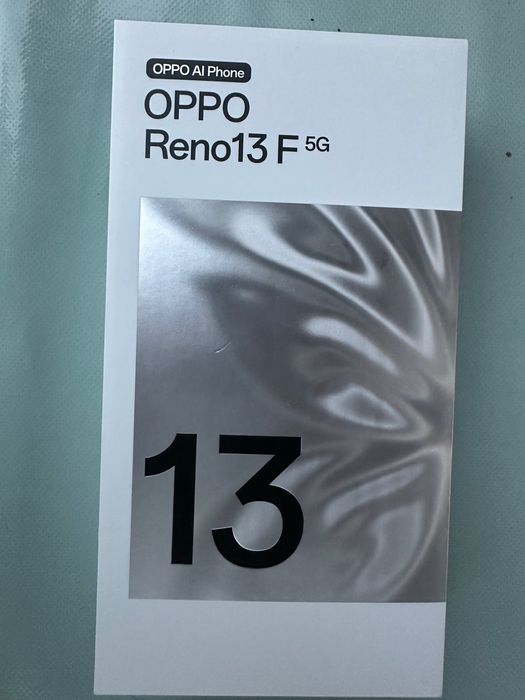 OPPO AI Phone
OPPO
Reno13 F 5G
13